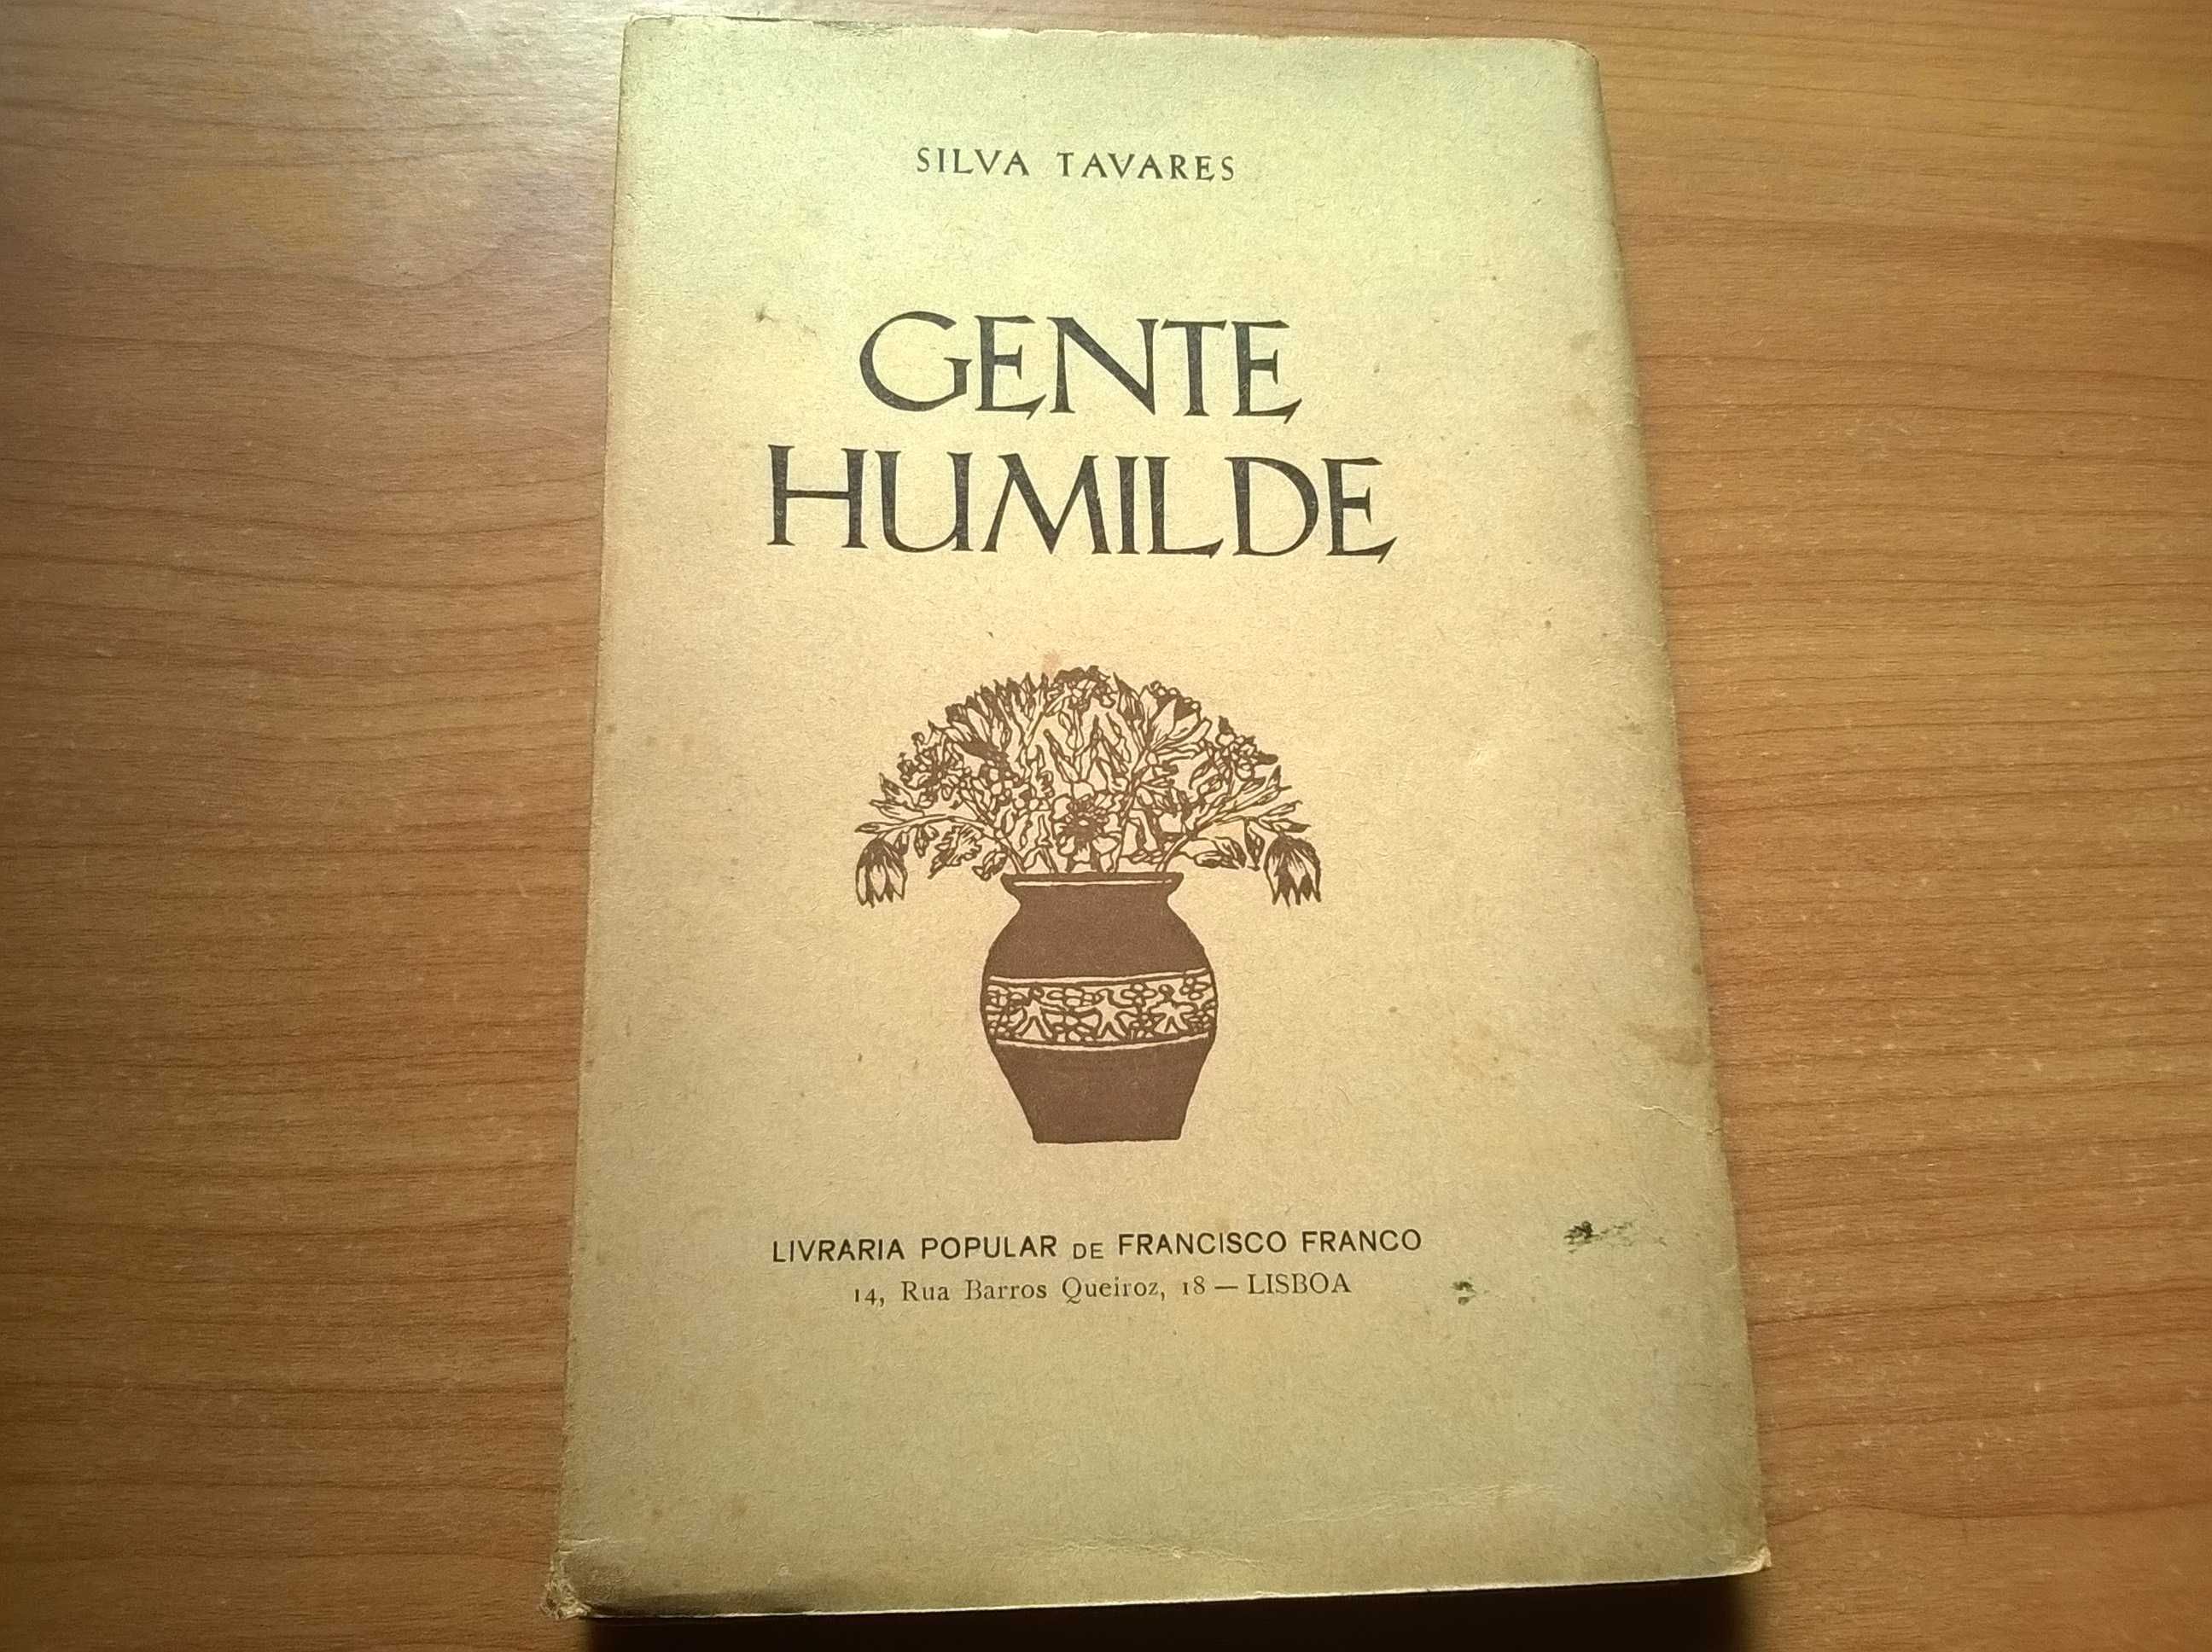 SILVA TAVARES
GENTE
HUMILDE
LIVRARIA POPULAR DE FRANCISCO FRANCO
14, Rua Barros Queiroz, 18 — LISBOA